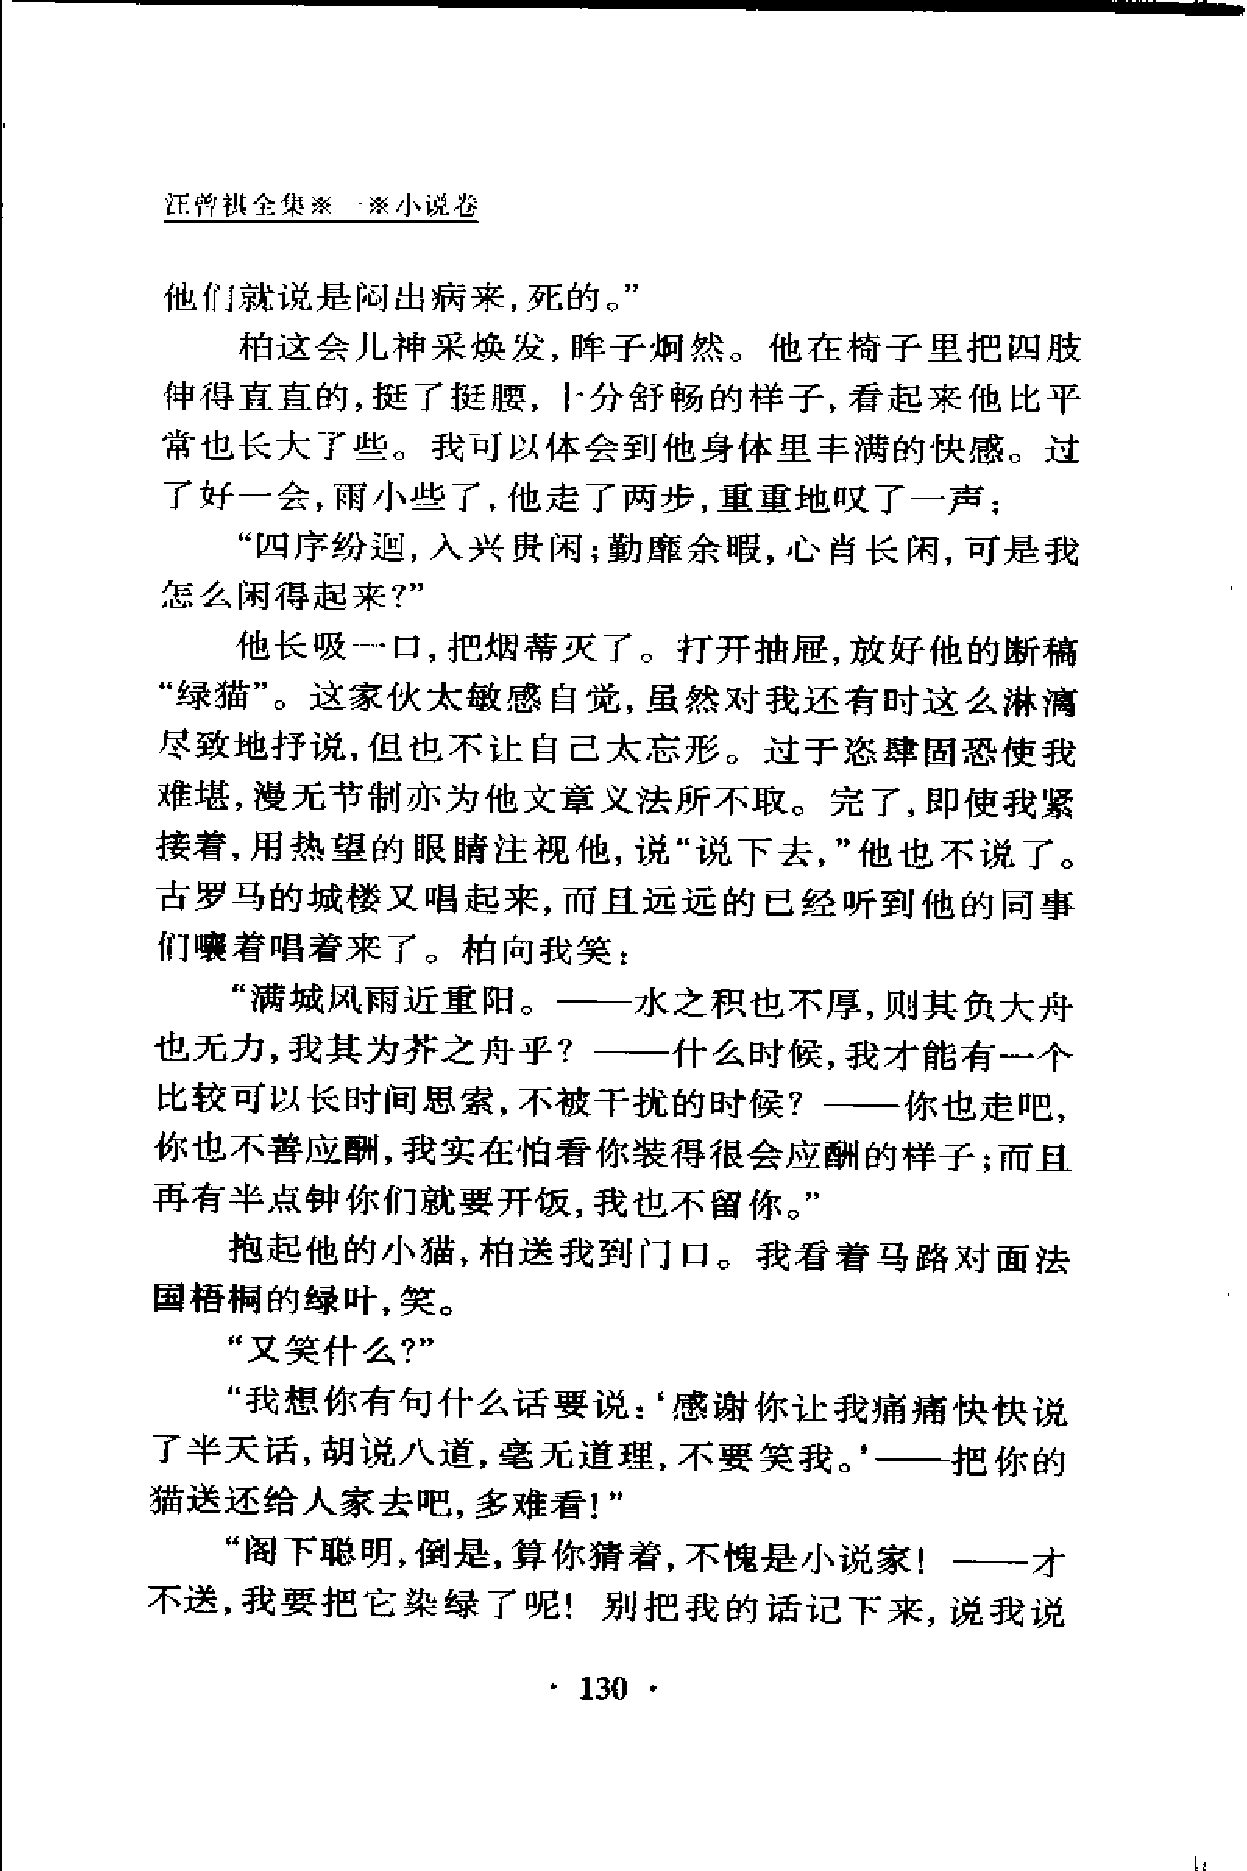 汪曾祺全集※一※小说卷
他们就说是闷出病来,死的。”
柏这会儿神采焕发,眸子炯然。他在椅子里把四肢
伸得直直的,挺了挺腰,十分舒畅的样子,看起来他比平
常也长大了些。我可以体会到他身体里丰满的快感。过
了好一会,雨小些了,他走了两步,重重地叹了一声:
“四序纷迴,入兴贵闲;勤靡余暇,心肖长闲,可是我
怎么闲得起来?”
他长吸一口,把烟蒂灭了。打开抽屉,放好他的断稿
“绿猫”。这家伙太敏感自觉,虽然对我还有时这么淋漓
尽致地抒说,但也不让自己太忘形。过于恣肆固恐使我
难堪,漫无节制亦为他文章义法所不取。完了,即使我紧
接着,用热望的眼睛注视他,说“说下去,”他也不说了。
古罗马的城楼又唱起来,而且远远的已经听到他的同事
们嚷着唱着来了。柏向我笑:
“满城风雨近重阳。——水之积也不厚,则其负大舟
也无力,我其为芥之舟乎? ——什么时候,我才能有一个
比较可以长时间思索,不被干扰的时候? ——你也走吧,
你也不善应酬,我实在怕看你装得很会应酬的样子;而且
再有半点钟你们就要开饭,我也不留你。”
抱起他的小猫,柏送我到门口。我看着马路对面法
国梧桐的绿叶,笑。
“又笑什么?”
“我想你有句什么话要说:‘感谢你让我痛痛快快说
了半天话,胡说八道,毫无道理,不要笑我。’——把你的
猫送还给人家去吧,多难看!”
“阁下聪明,倒是,算你猜着,不愧是小说家! ——才
不送,我要把它染绿了呢! 别把我的话记下来,说我说
· 130 ·